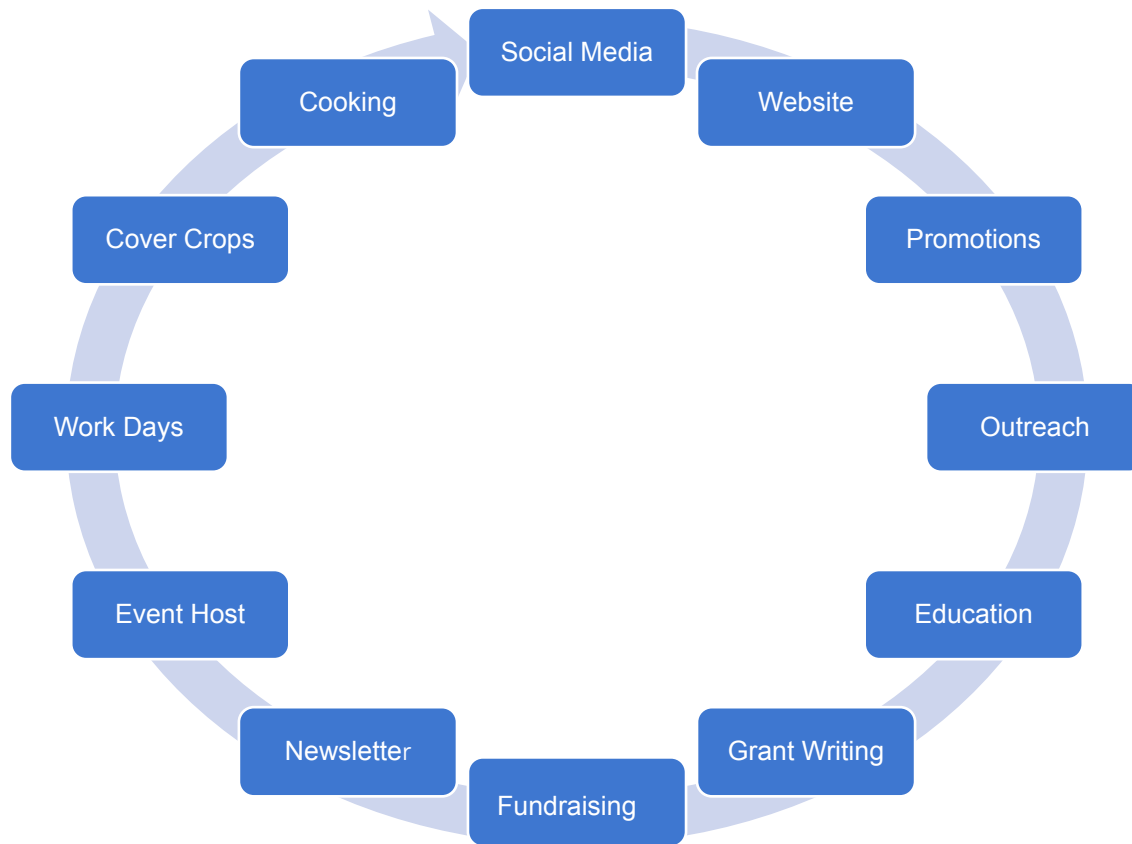 Social Media
Website
Promotions
Outreach
Education
Grant Writing
Fundraising
Newsletter
Event Host
Work Days
Cover Crops
Cooking